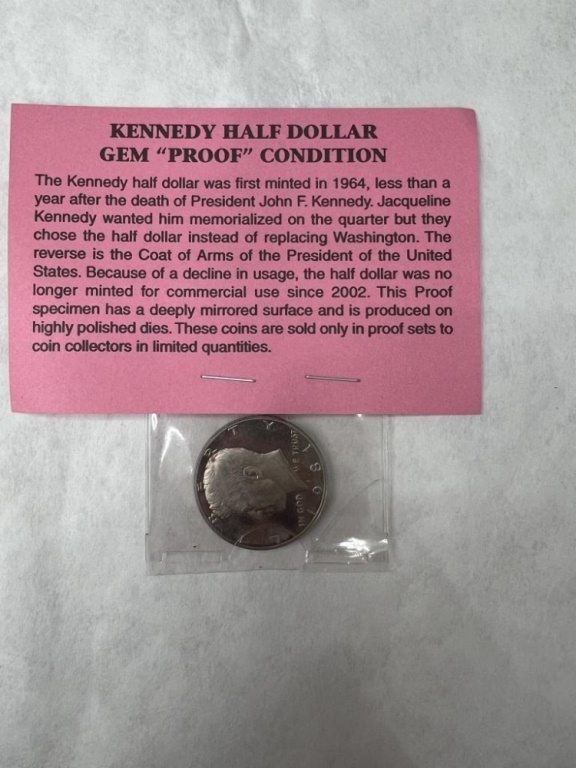 KENNEDY HALF DOLLAR
GEM “PROOF” CONDITION
The Kennedy half dollar was first minted in 1964, less than a
year after the death of President John F. Kennedy. Jacqueline
Kennedy wanted him memorialized on the quarter but they
chose the half dollar instead of replacing Washington. The
reverse is the Coat of Arms of the President of the United
States. Because of a decline in usage, the half dollar was no
longer minted for commercial use since 2002. This Proof
specimen has a deeply mirrored surface and is produced on
highly polished dies. These coins are sold only in proof sets to
coin collectors in limited quantities.
IN GOD WE TRUST